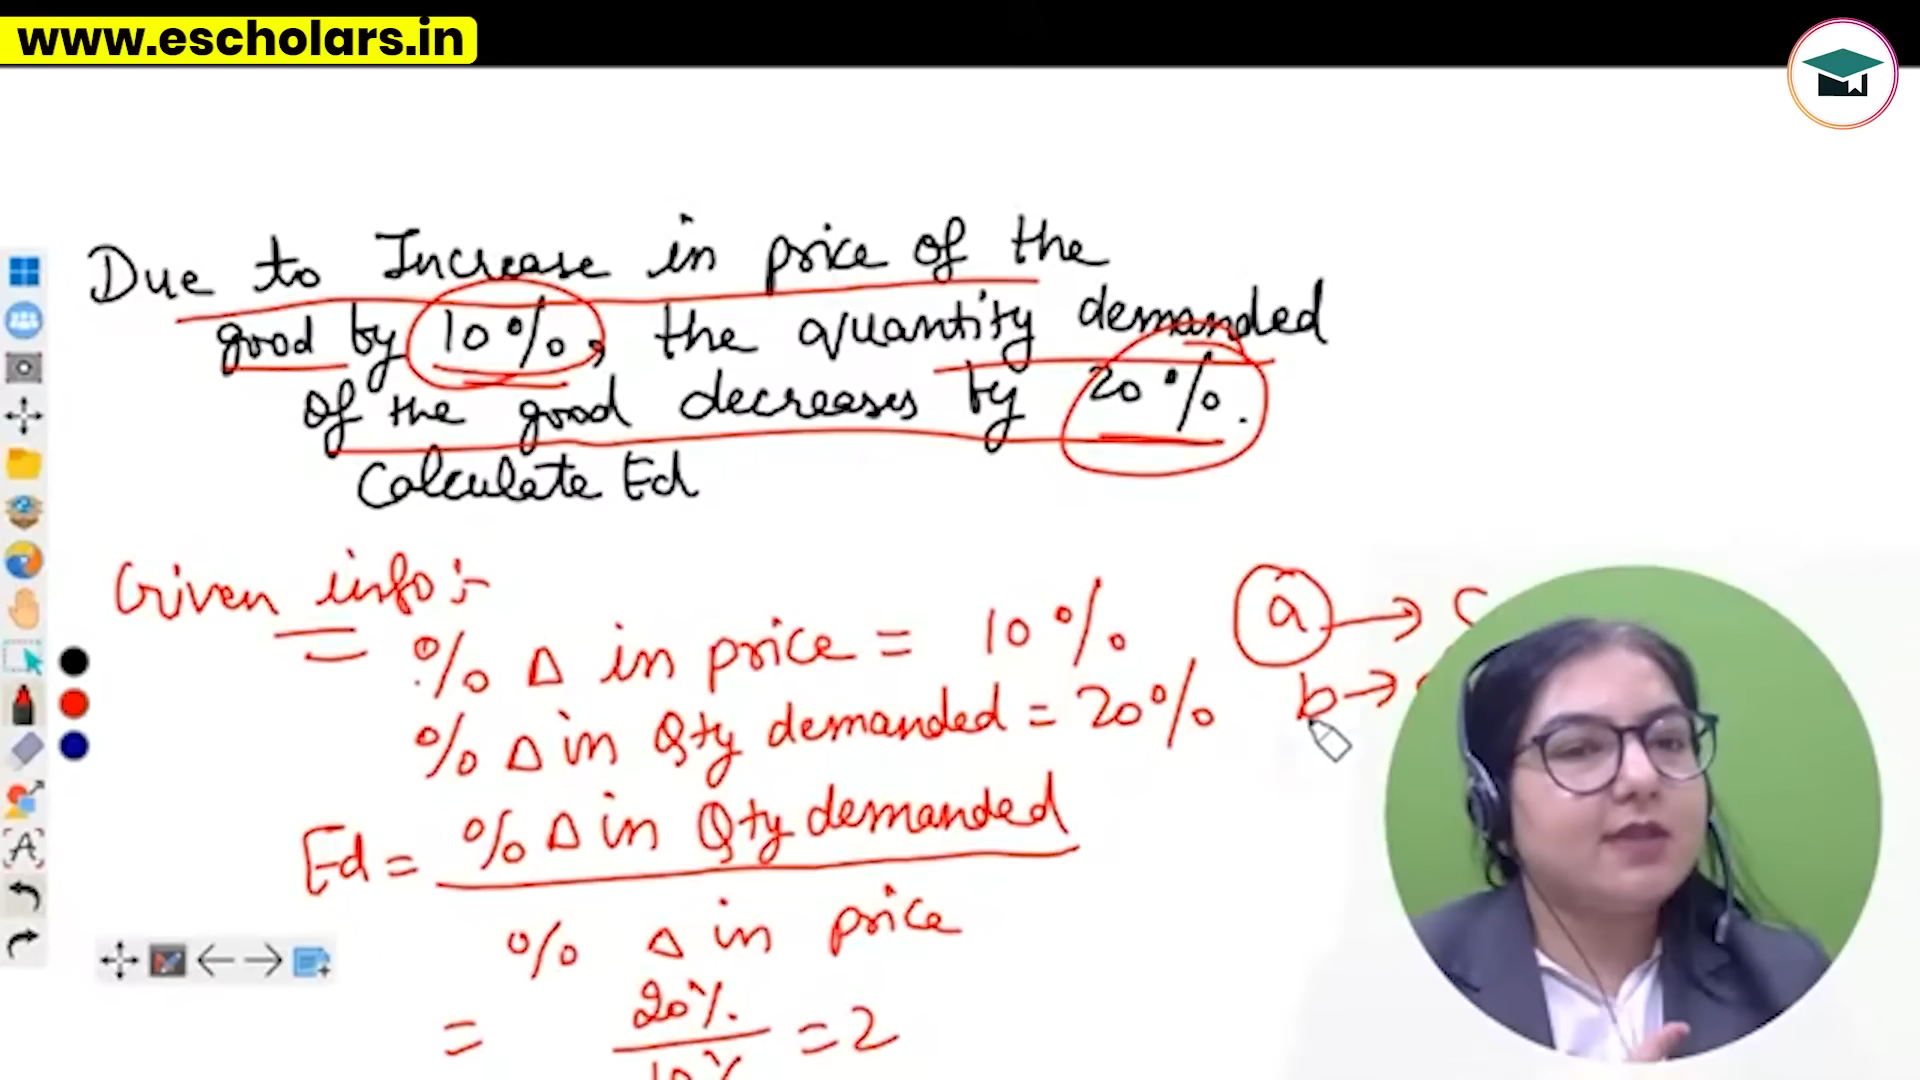 www.escholars.in
Due to Increase in price of the
good by 10%, the quantity demanded
of the good decreases by 20%.
Calculate Ed
Given info:-
% Δ in price = 10%
% Δ in Qty demanded = 20%
a → C
b →
Ed = % Δ in Qty demanded
% Δ in price
= 20% = 2
10%